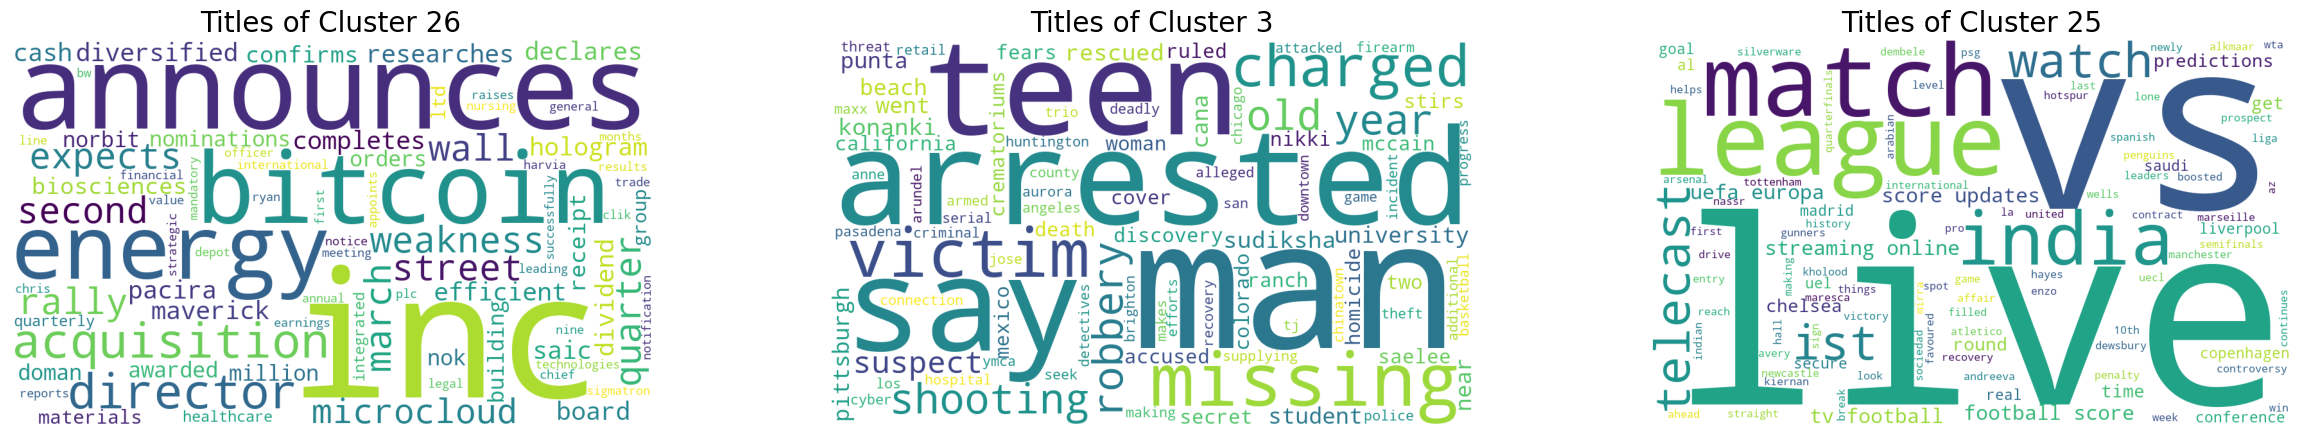 Titles of Cluster 26
cash diversified confirms researches declares
bw
announces
ltd
raises
nursing
general
line
norbit nominations completes wall hologram
months
officer
international
orders
harvia
results
expects
biosciences
financial
mandatory
bitcoin
ryan
first
appoints
successfully
trade
value
second
receipt
group
clik
energy
strategic
depot
notice
meeting
weakness
street
leading
chris
rally
pacira
maverick
annual
plc
efficient
march
dividend
quarter
notification
quarterly
earnings
integrated
inc
building
nine
acquisition
nok
saic
technologies
doman
awarded
million
legal
chief
sigmatron
reports
director
materials
healthcare
microcloud
board
Titles of Cluster 3
threat retail fears rescued ruled attacked firearm
punta
teen
charged
beach
maxx went
crematoriums
trio
deadly
cana
chicago
old
stirs
year
konanki
california
huntington
woman
nikki
mccain
progress
anne
arundel
county
arrested
alleged
downtown
incident
aurora
armed
angeles
cover
san
game
serial
pasadena criminal
death
discovery sudiksha university
victim
jose
mexico
robbery
colorado
ranch
homicide
two
additional
basketball
connection
detectives
brighton
say
man
makes
efforts
recovery
tj
chinatown
theft
pittsburgh
suspect
ymca
accused
supplying
saelee
los
hospital
seek
missing
near
cyber
shooting
making
secret
student
police
Titles of Cluster 25
goal silverware dembele psg
newly alkmaar wta
al
match
watch predictions
helps
level
vs
hotspur
last
lone
get
league
quarterfinals
arabian
spanish
liga
prospect
penguins
saudi
arsenal
tottenham
international
leaders boosted
uefa europa score updates
wells
az
nassr
telecast
madrid
history
la united
contract
marseille
liverpool
first
gunners
pro
india
semifinals
drive
streaming online
manchester
entry
making
kholood
game
hayes
uecl
reach
uel
things
spot
mirra
enzo
maresca
affair
filled
prospect
continues
indian
chelsea
victory
live
atletico
10th
dewsbury
hall
sign
ist
sociedad
favoured
round
copenhagen
avery
recovery
newcastle
secure
kiernan
break
look
andreeva
controversy
real
penalty
time
ahead
straight
tv football
football score
week
win
conference